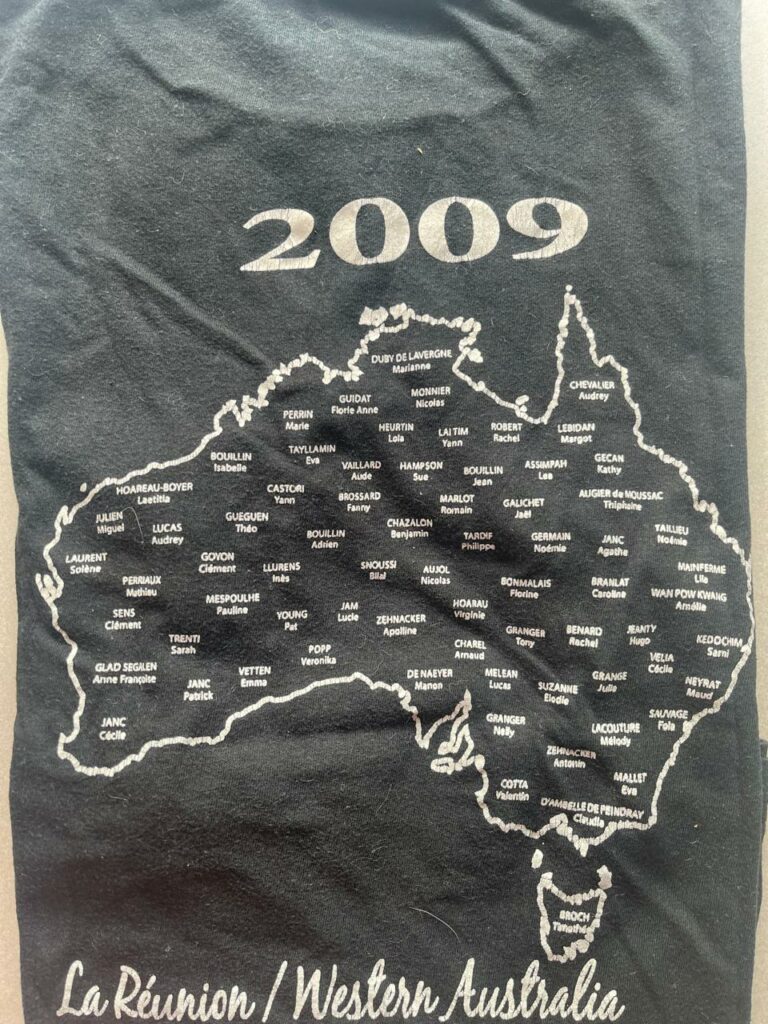 2009
DUBY DE LAVERGNE
Marianne
CHEVALIER
Audrey
GUIDAT
Florie Anne
MONNIER
Nicolas
PERRIN
Marie
HEURTIN
Lola
LAI TIM
Yann
ROBERT
Rachel
LEBIDAN
Margot
BOUILLIN
Isabelle
TAYLLAMIN
Eva
VAILLARD
Aude
HAMPSON
Sue
BOUILLIN
Jean
ASSIMPAH
Lea
GECAN
Kathy
HOAREAU-BOYER
Laetitia
CASTORI
Yann
BROSSARD
Fanny
MARLOT
Romain
GALICHET
Jaël
AUGIER de MOUSSAC
Thiphaine
JULIEN
Miguel
LUCAS
Audrey
GUEGUEN
Théo
BOUILLIN
Adrien
CHAZALON
Benjamin
TARDIF
Philippe
GERMAIN
Noémie
JANC
Agathe
TAILLIEU
Noémie
LAURENT
Solène
GOYON
Clément
LLURENS
Inès
SNOUSSI
Bilal
AUJOL
Nicolas
BONMALAIS
Florine
BRANLAT
Caroline
MAINFERME
Lila
PERRIAUX
Mathieu
MESPOULHE
Pauline
WAN POW KWANG
Amélie
SENS
Clément
YOUNG
Pat
JAM
Lucie
ZEHNACKER
Apolline
HOARAU
Virginie
GRANGER
Tony
BENARD
Rachel
JEANTY
Hugo
KEDOCHIM
Sami
TRENTI
Sarah
POPP
Veronika
CHAREL
Arnaud
VELIA
Cécile
GLAD SEGILEN
Anne Françoise
JANC
Patrick
VETTEN
Emma
DE NAEYER
Manon
MELEAN
Lucas
SUZANNE
Elodie
GRANGE
Julie
NEYRAT
Maud
JANC
Cécile
GRANGER
Nelly
LACOUTURE
Mélody
SAUVAGE
ZEHNACKER
Antonin
COTTA
Valentin
MALLET
Eva
D'AMBELLE DE PEINDRAY
Claudia
BROCH
La Réunion / Western Australia